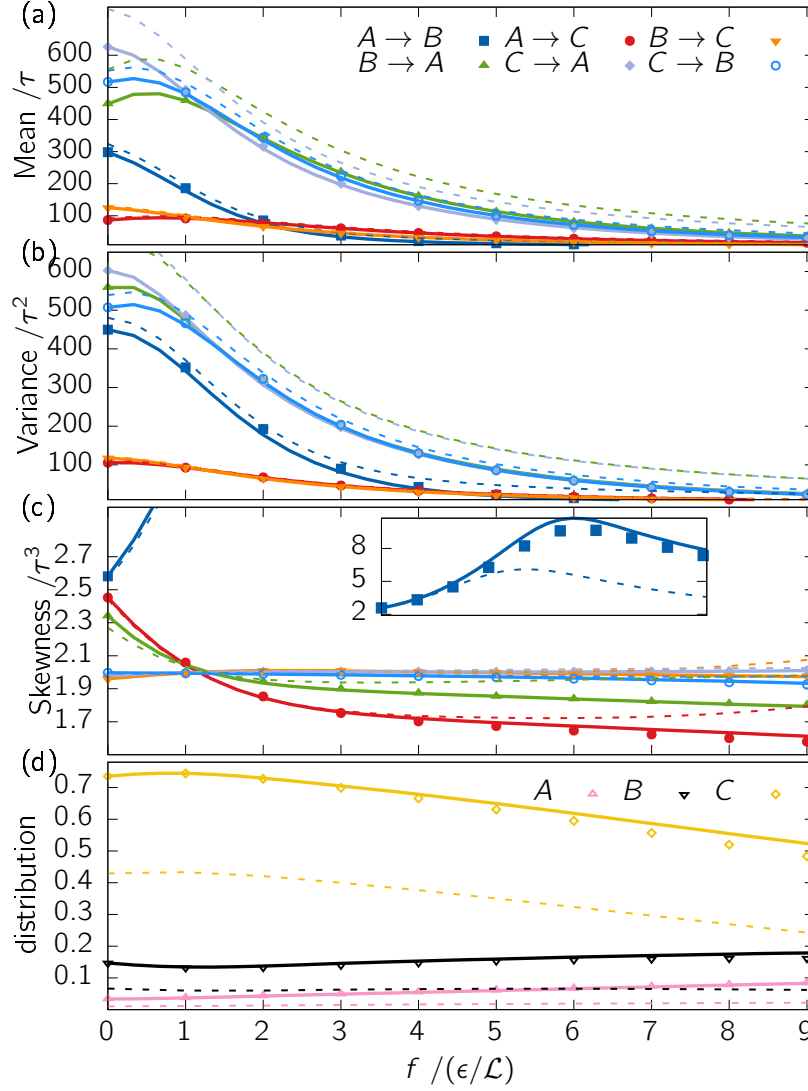 (a)
600
500
400
300
200
100
Mean /τ
A → B A → C B → C
B → A C → A C → B
(b)
600
500
400
300
200
100
Variance /τ²
(c)
2.7
2.5
2.3
2.1
1.9
1.7
Skewness /τ³
8
5
2
(d)
0.7
0.6
0.5
0.4
0.3
0.2
0.1
distribution
A B C
0 1 2 3 4 5 6 7 8 9
f /(ϵ/ℒ)